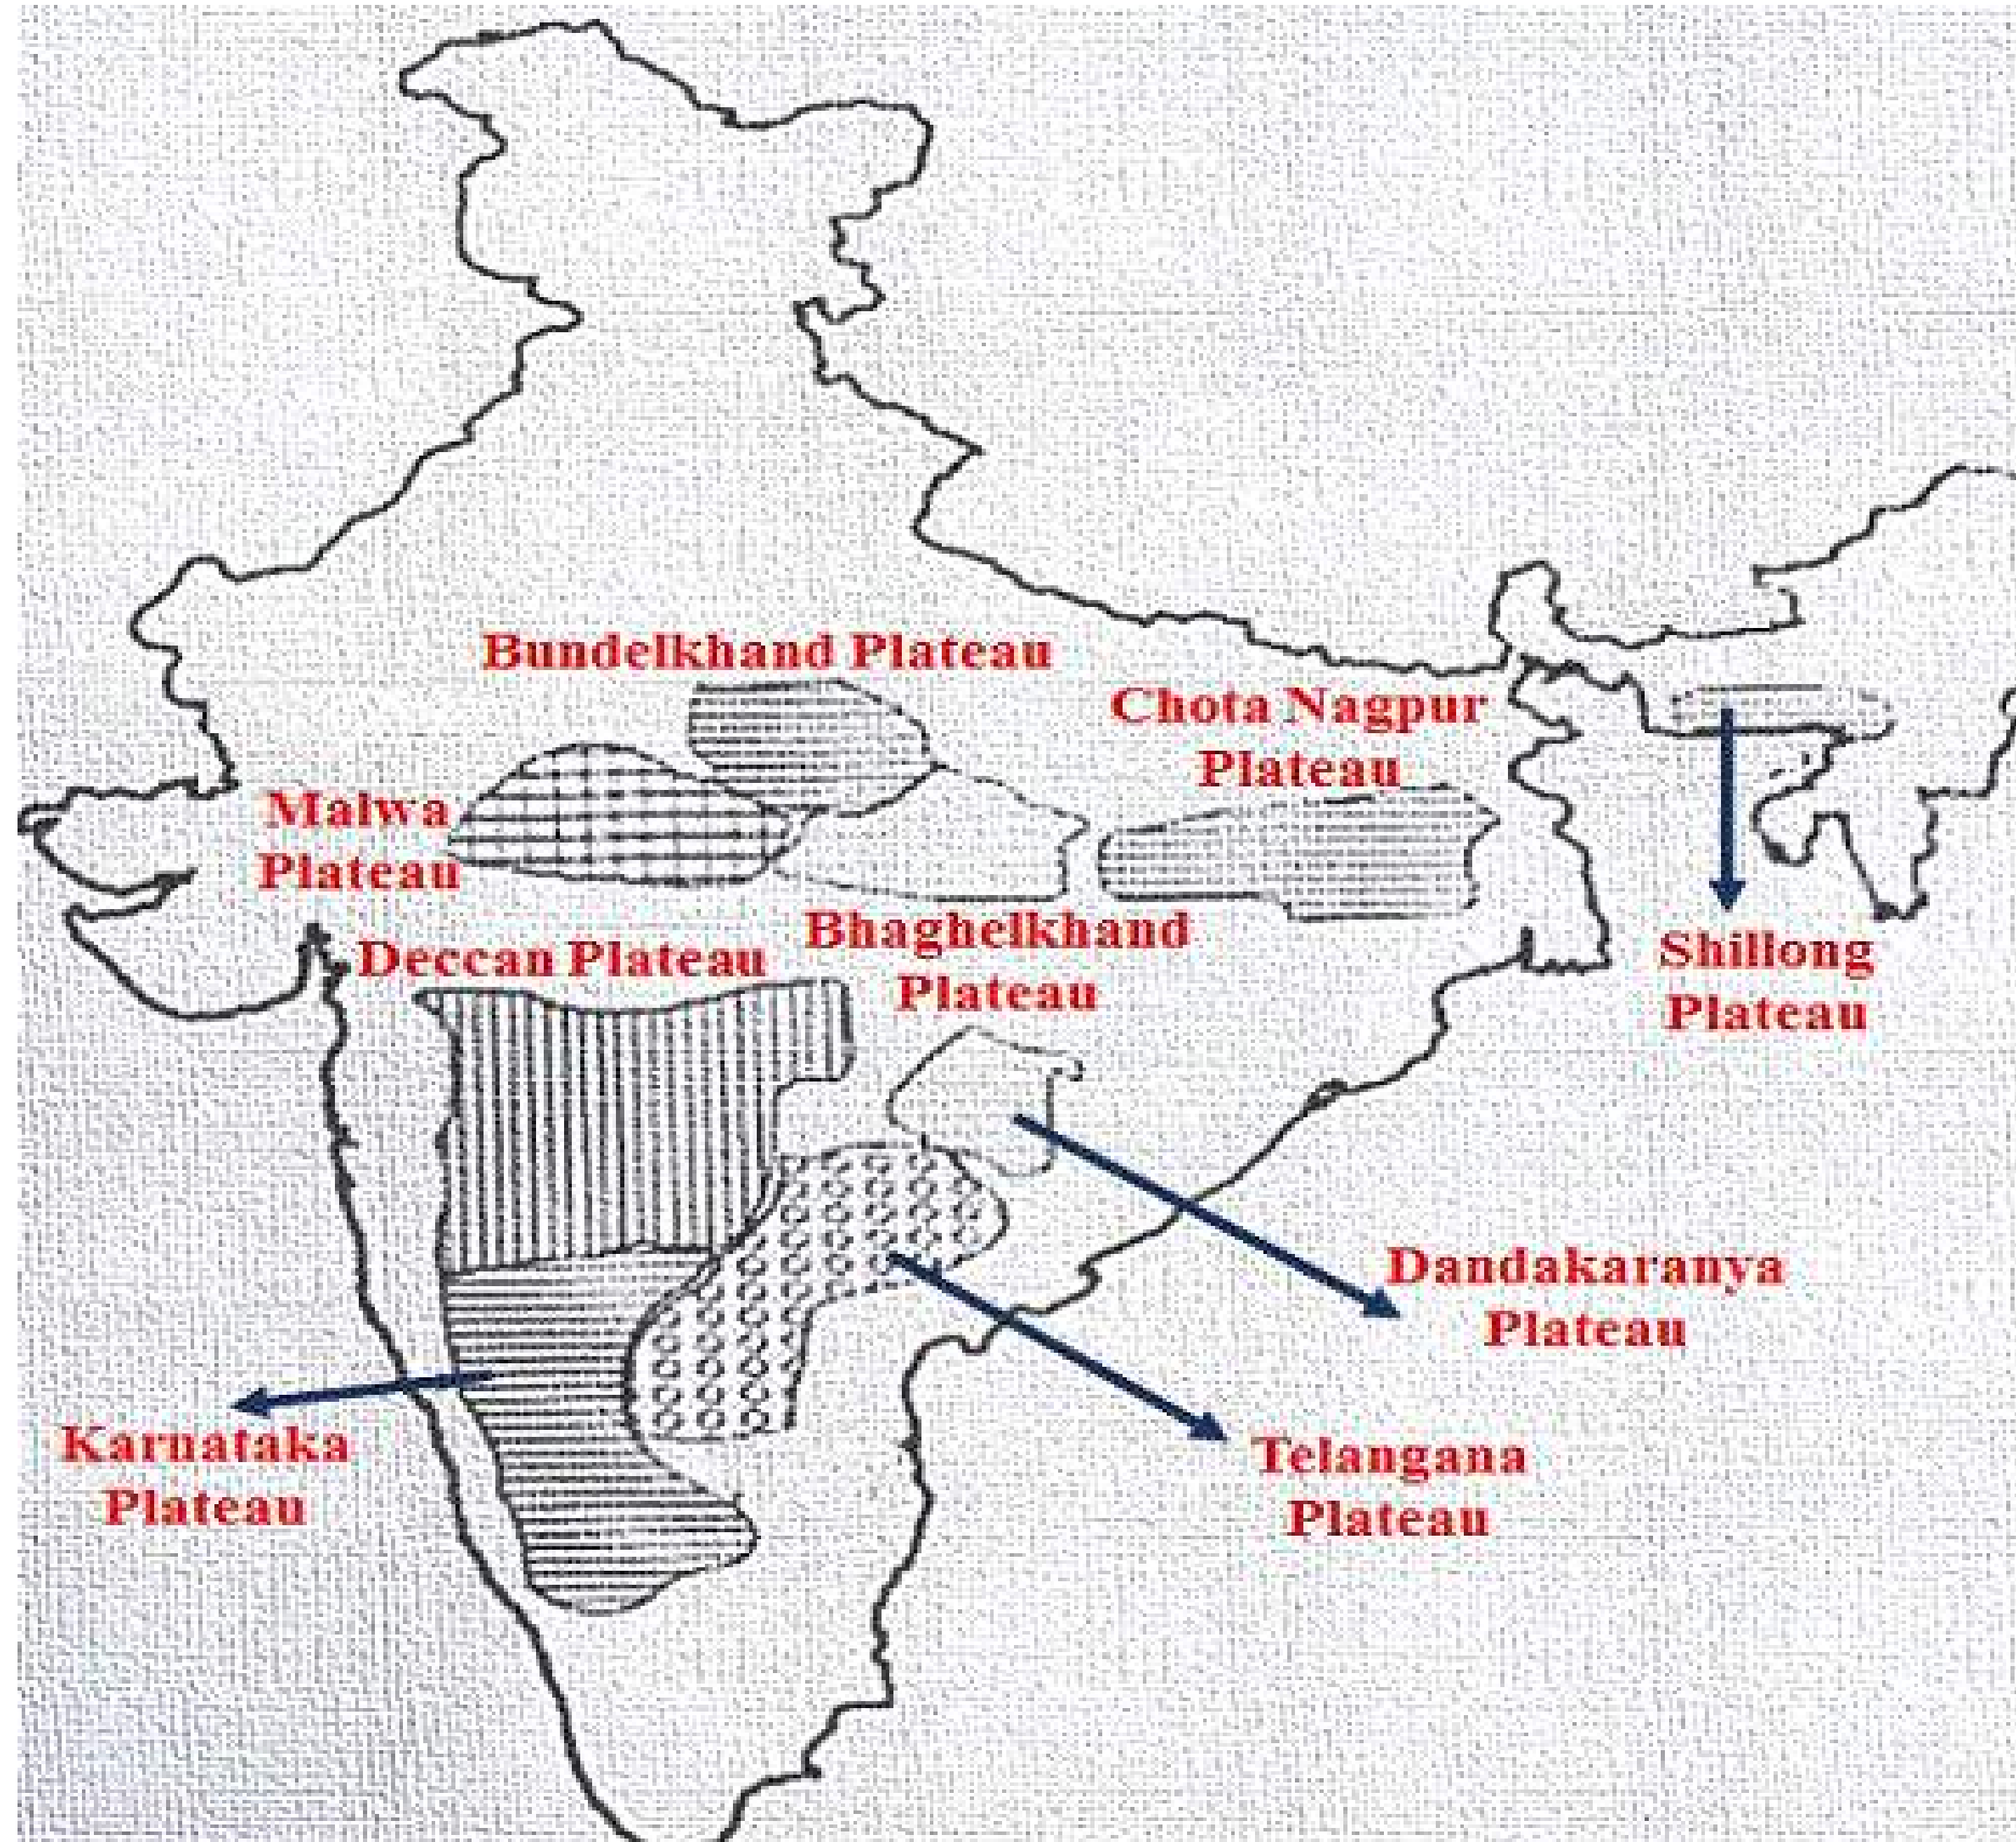 Bundelkhand Plateau
Chota Nagpur
Plateau
Malwa
Plateau
Bhaghelkhand
Plateau
Deccan Plateau
Shillong
Plateau
Dandakaranya
Plateau
Karnataka
Plateau
Telangana
Plateau